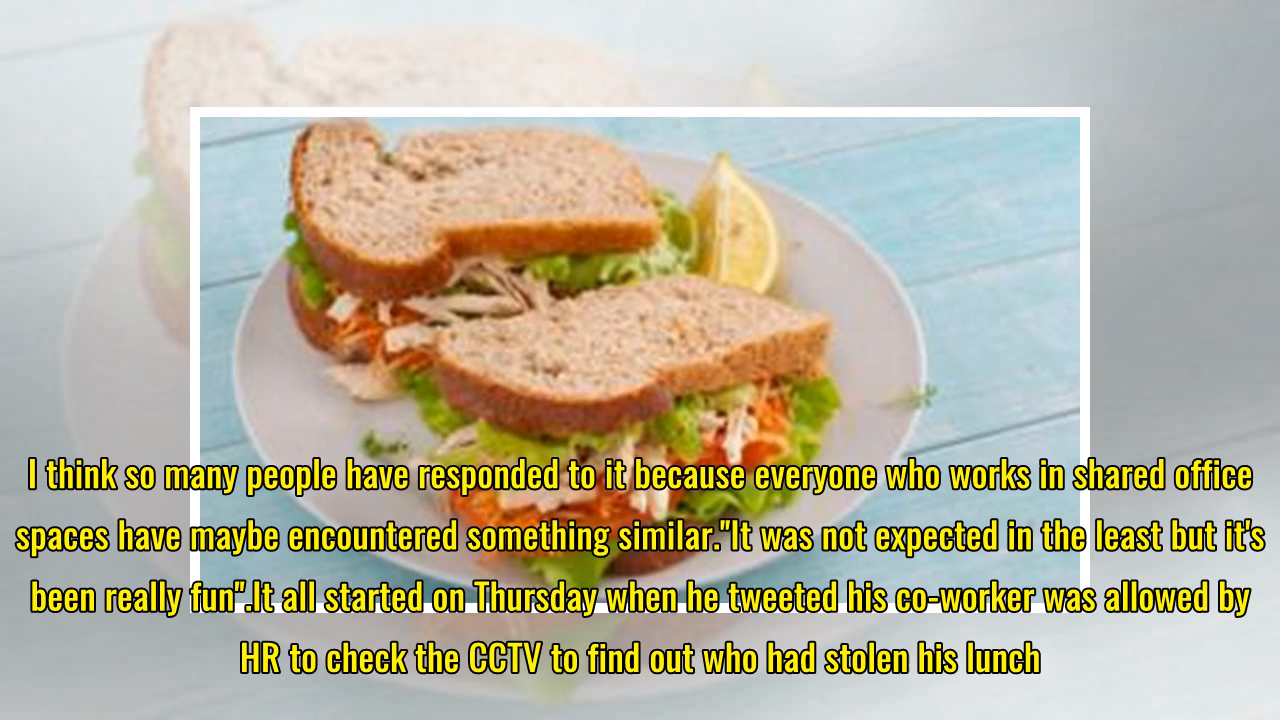 I think so many people have responded to it because everyone who works in shared office
spaces have maybe encountered something similar."It was not expected in the least but it's
been really fun".It all started on Thursday when he tweeted his co-worker was allowed by
HR to check the CCTV to find out who had stolen his lunch